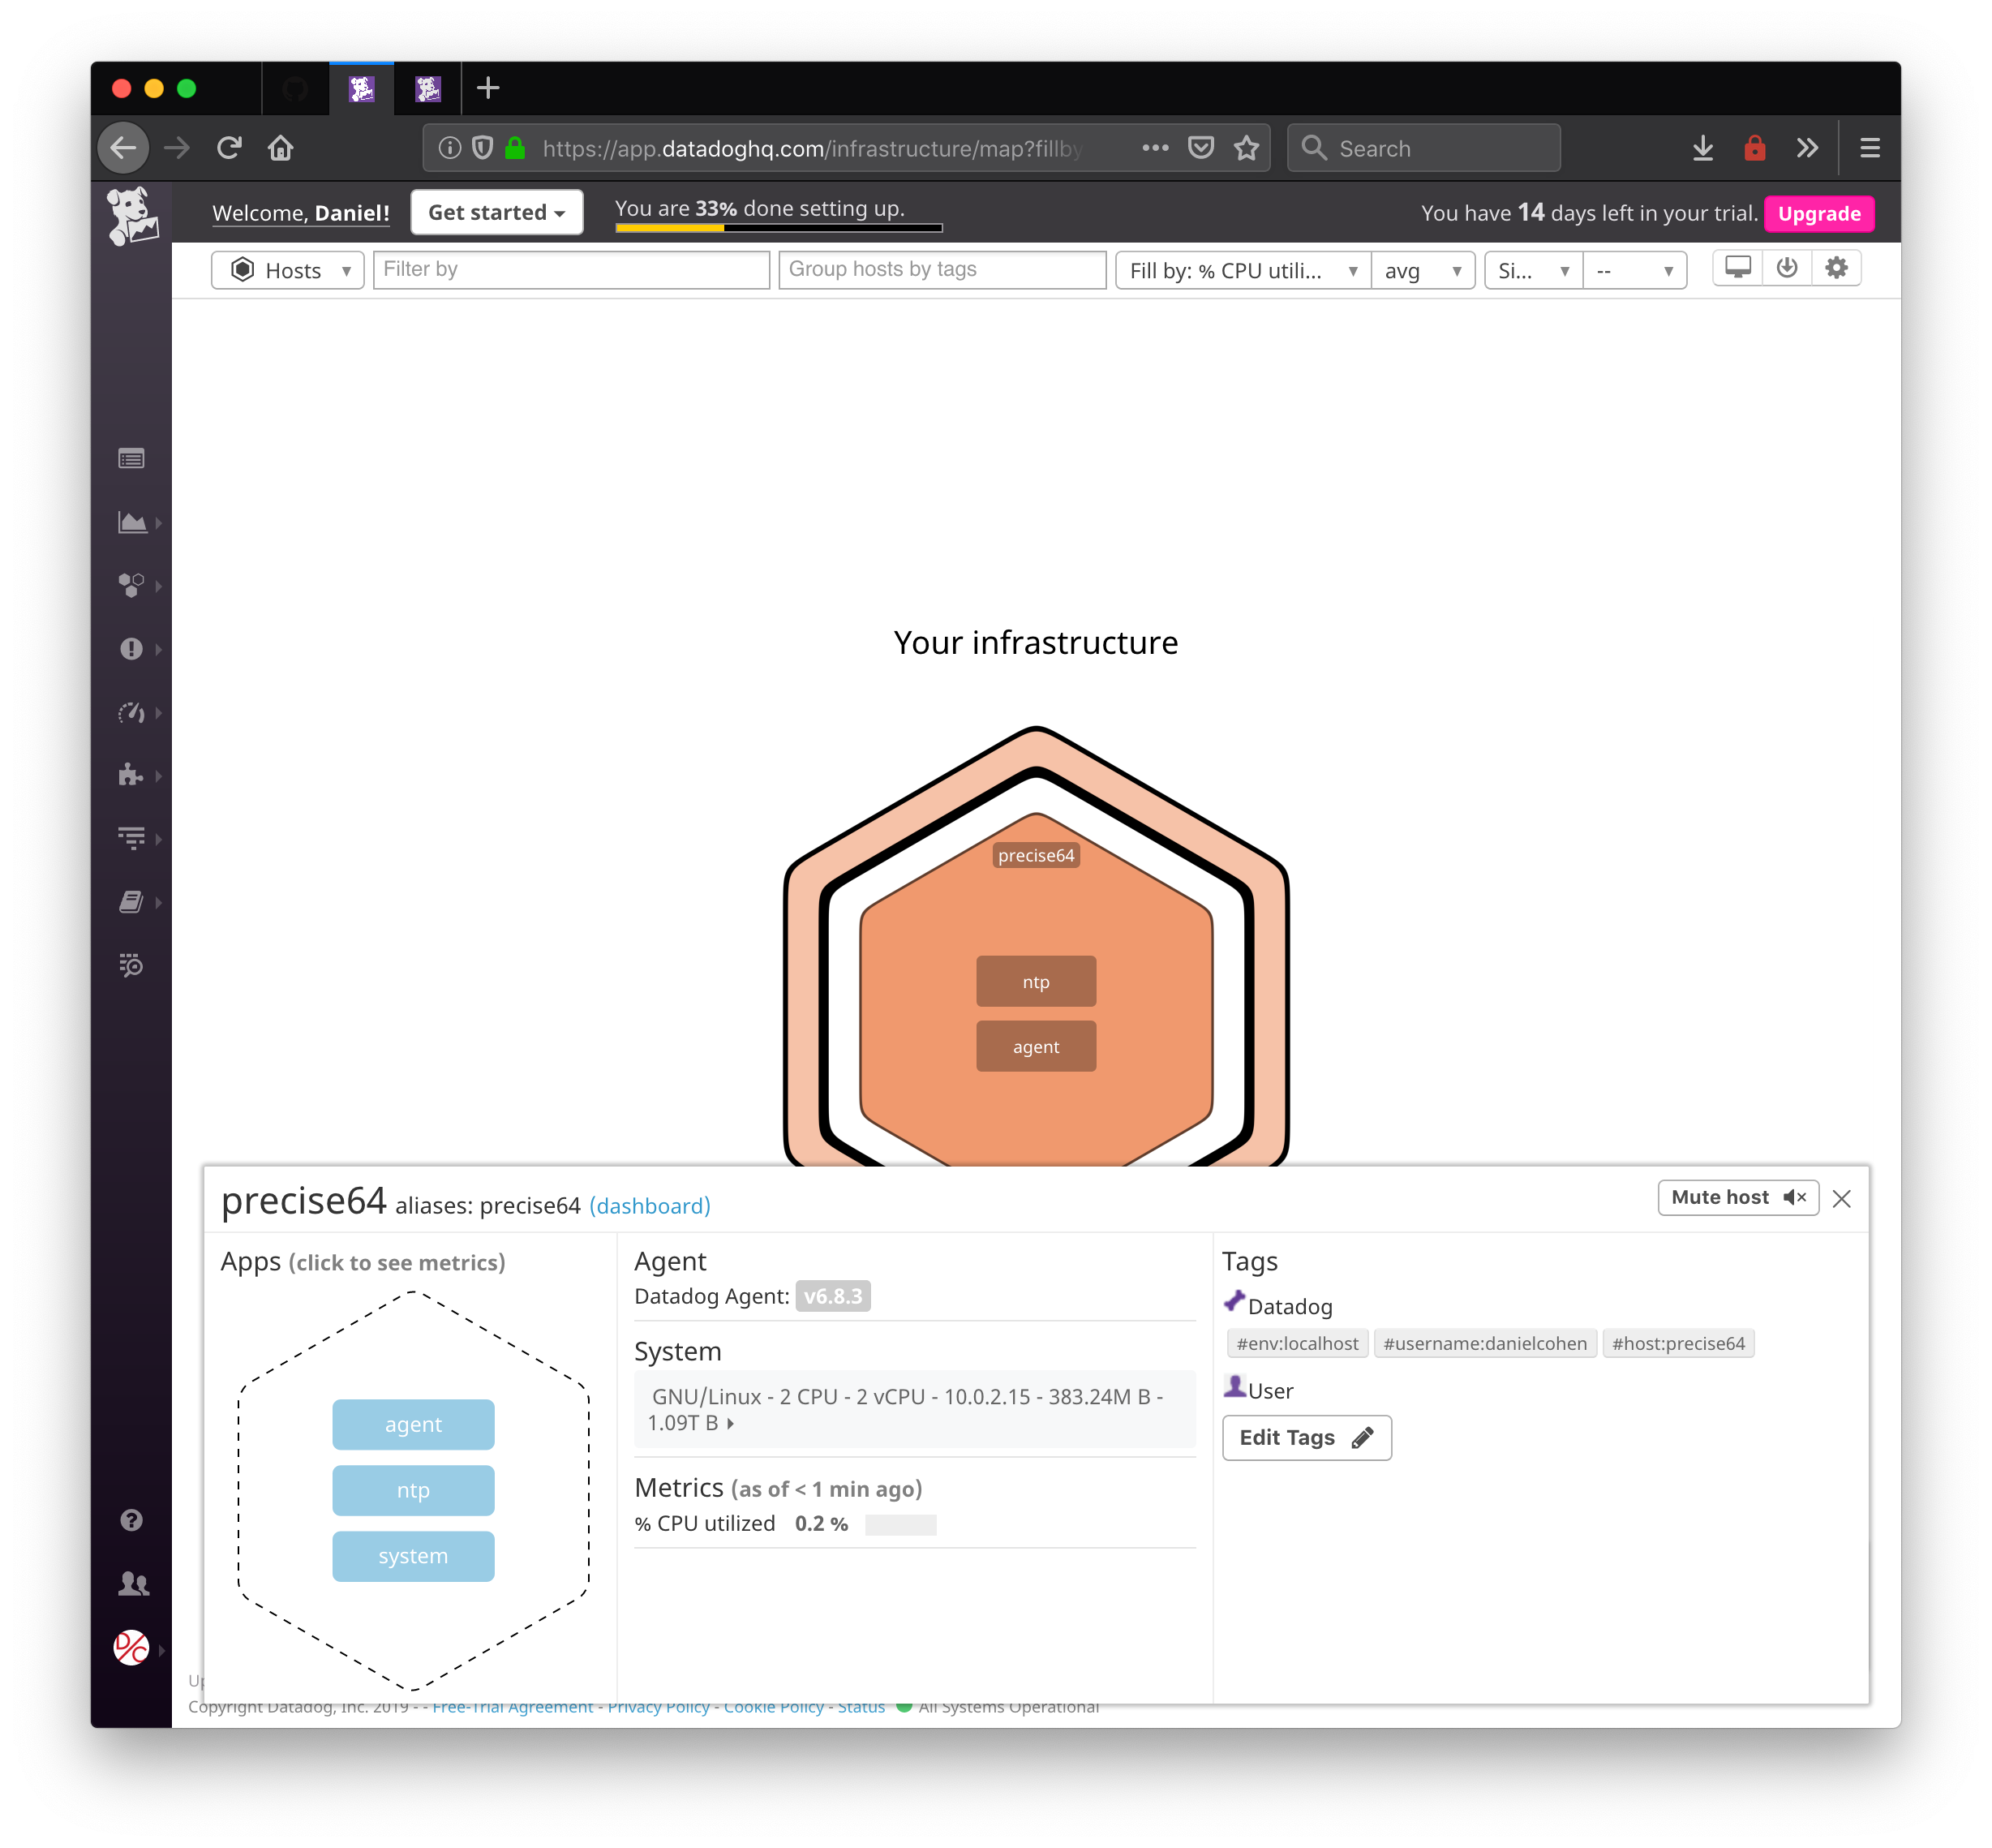 https://app.datadoghq.com/infrastructure/map?fillby
Search
Welcome, Daniel!
Get started
You are 33% done setting up.
You have 14 days left in your trial.
Upgrade
Hosts
Filter by
Group hosts by tags
Fill by: % CPU utili...
avg
Si...
--
Your infrastructure
precise64
ntp
agent
precise64 aliases: precise64 (dashboard)
Mute host
Apps (click to see metrics)
agent
ntp
system
Agent
Datadog Agent: v6.8.3
System
GNU/Linux - 2 CPU - 2 vCPU - 10.0.2.15 - 383.24M B -
1.09T B
Metrics (as of < 1 min ago)
% CPU utilized 0.2 %
Tags
Datadog
#env:localhost #username:danielcohen #host:precise64
User
Edit Tags
D/C
Copyright Datadog, Inc. 2019 - - Free-Trial Agreement - Privacy Policy - Cookie Policy - Status All Systems Operational